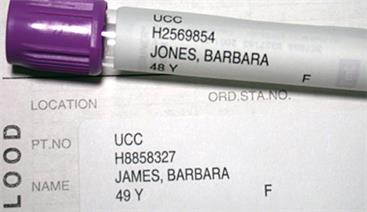 UCC
H2569854
JONES, BARBARA
48 Y F
LOCATION ORD.STA.NO.
LOOD
PT.NO UCC
H8858327
NAME JAMES, BARBARA
49 Y F